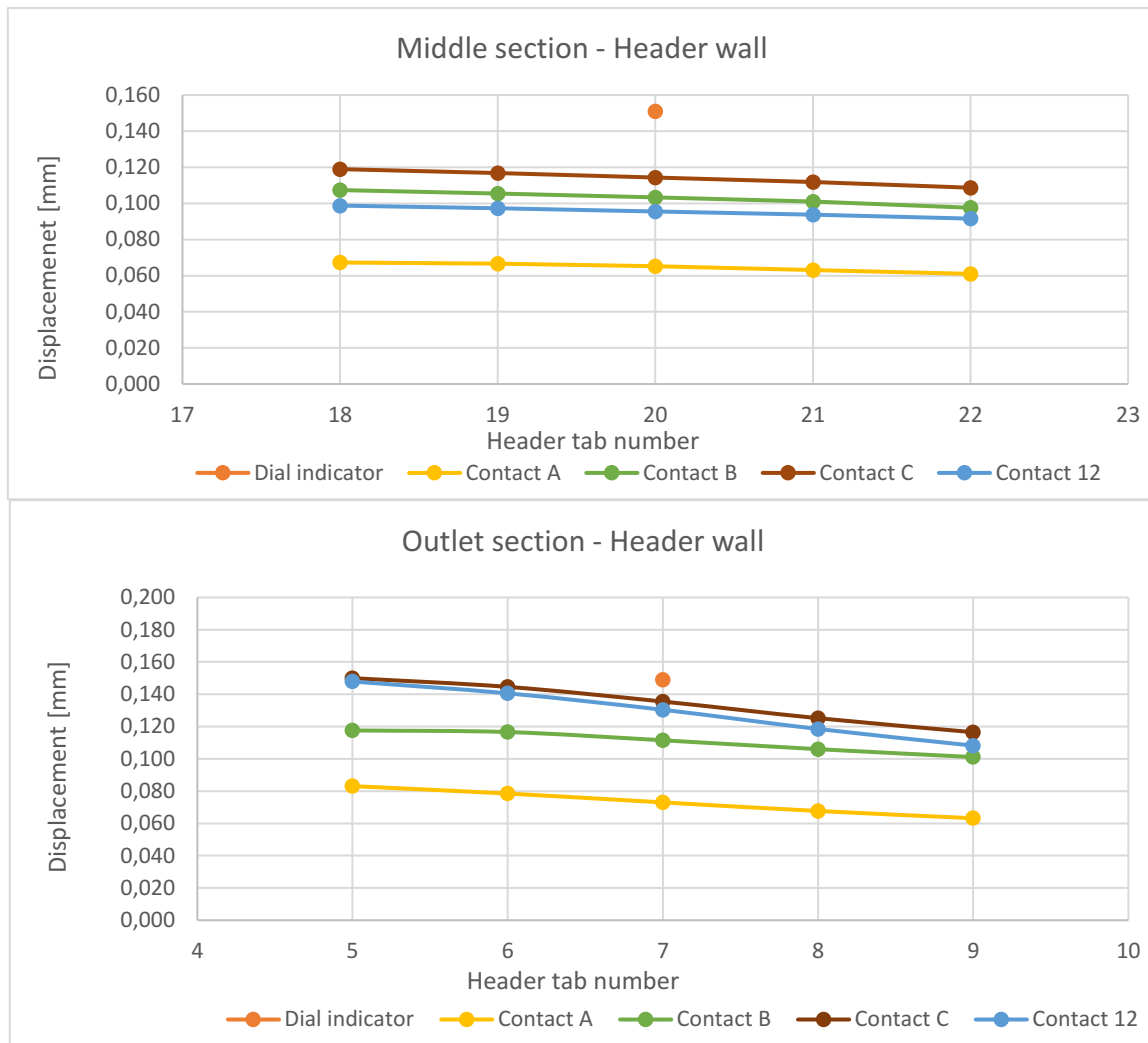 Middle section - Header wall
Displacemenet [mm]
0,160
0,140
0,120
0,100
0,080
0,060
0,040
0,020
0,000
17 18 19 20 21 22 23
Header tab number
Dial indicator Contact A Contact B Contact C Contact 12
Outlet section - Header wall
Displacement [mm]
0,200
0,180
0,160
0,140
0,120
0,100
0,080
0,060
0,040
0,020
0,000
4 5 6 7 8 9 10
Header tab number
Dial indicator Contact A Contact B Contact C Contact 12